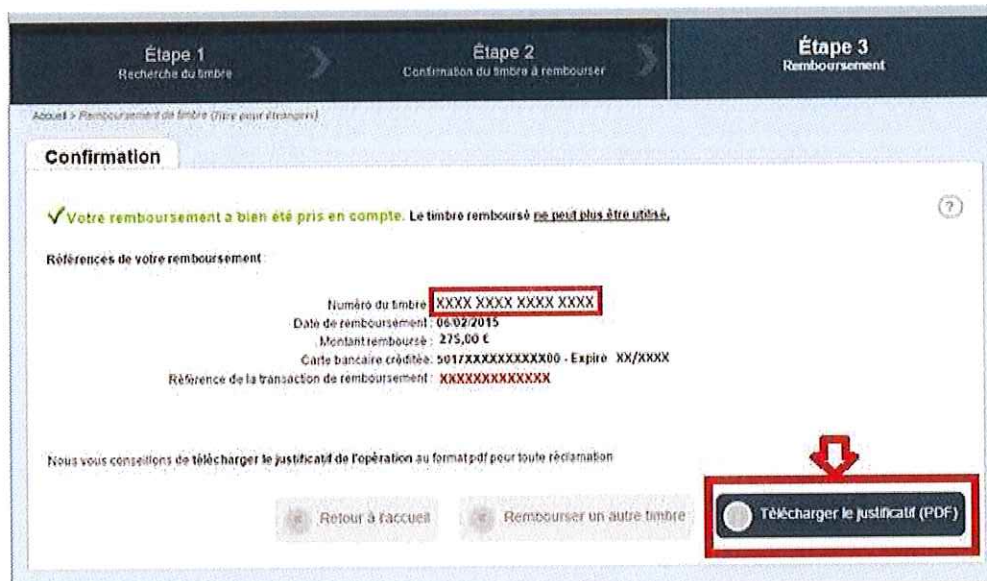 Étape 1
Recherche du timbre
Étape 2
Confirmation du timbre à rembourser
Étape 3
Remboursement
Accueil > Remboursement de timbre (Titre pour étrangers)
Confirmation
Votre remboursement a bien été pris en compte. Le timbre remboursé ne peut plus être utilisé.
?
Références de votre remboursement :
Numéro du timbre XXXX XXXX XXXX XXXX
Date de remboursement : 06/02/2015
Montant remboursé : 275,00 €
Carte bancaire créditée: 5017XXXXXXXXXX00 - Expire XX/XXXX
Référence de la transaction de remboursement : XXXXXXXXXXXXX
Nous vous conseillons de télécharger le justificatif de l'opération au format pdf pour toute réclamation
Retour à l'accueil
Rembourser un autre timbre
Télécharger le justificatif (PDF)